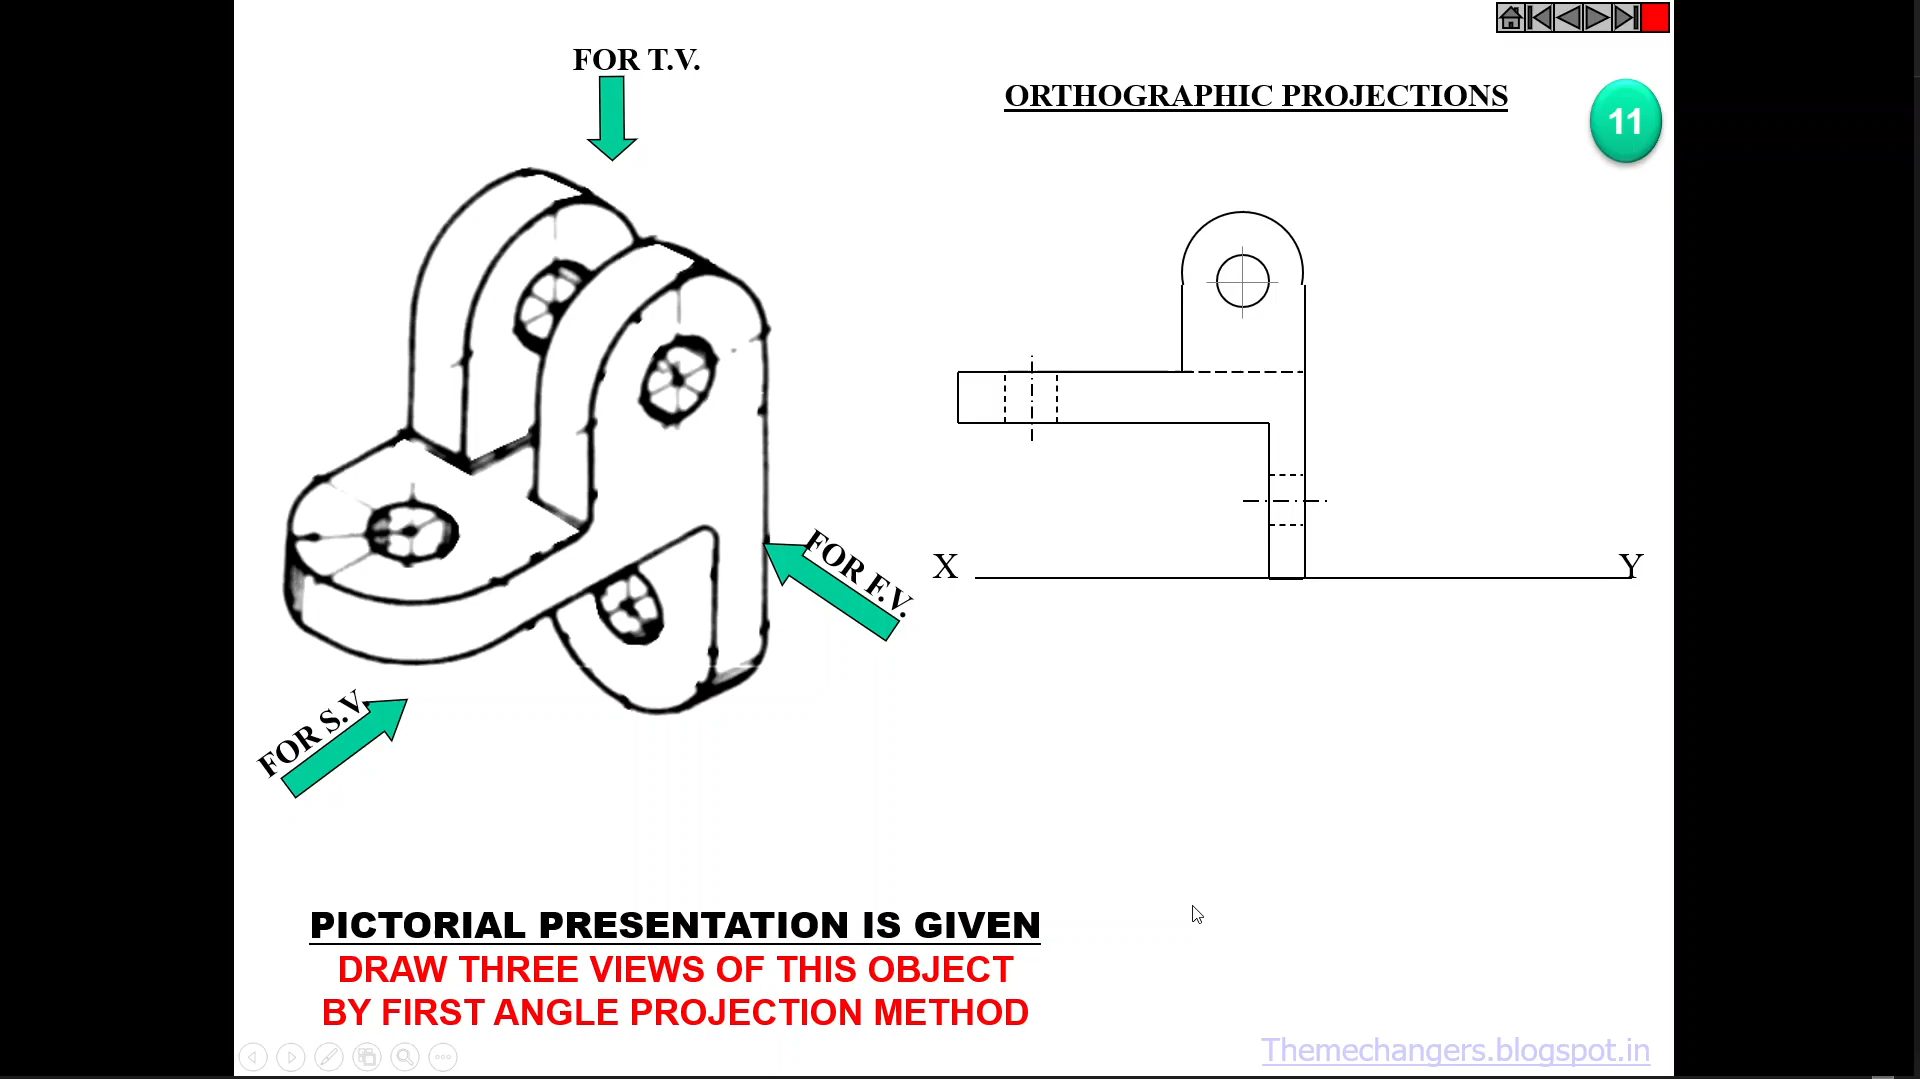 FOR T.V.
ORTHOGRAPHIC PROJECTIONS
11
FOR F.V.
X
Y
FOR S.V.
PICTORIAL PRESENTATION IS GIVEN
DRAW THREE VIEWS OF THIS OBJECT
BY FIRST ANGLE PROJECTION METHOD
Themechangers.blogspot.in